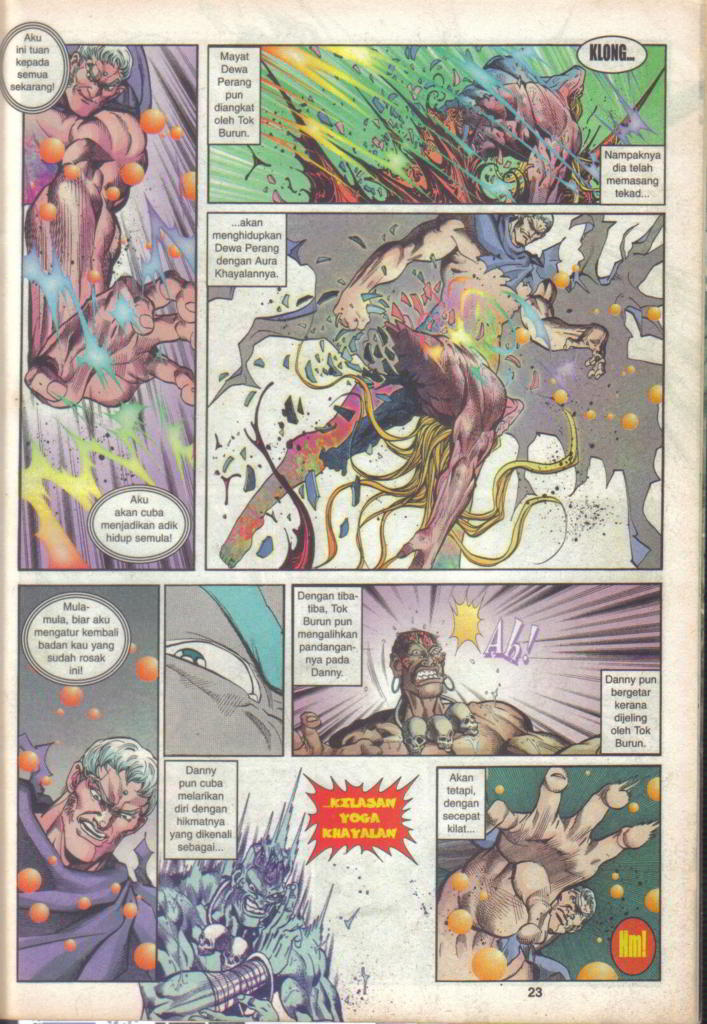 Aku
ini tuan
kepada
semua
sekarang!
Aku
akan cuba
menjadikan adik
hidup semula!
Mayat
Dewa
Perang
pun
diangkat
oleh Tok
Burun.
KLONG...
Nampaknya
dia telah
memasang
tekad...
...akan
menghidupkan
Dewa Perang
dengan Aura
Khayalannya.
Mula-
mula, biar aku
mengatur kembali
badan kau yang
sudah rosak
ini!
Dengan tiba-
tiba, Tok
Burun pun
mengalihkan
pandangan-
nya pada
Danny.
Ah!
Danny pun
bergetar
kerana
dijeling
oleh Tok
Burun.
Danny
pun cuba
melarikan
diri dengan
hikmatnya
yang dikenali
sebagai...
...KILASAN
YOGA
KHAYALAN
Akan
tetapi,
dengan
secepat
kilat...
Hm!
23